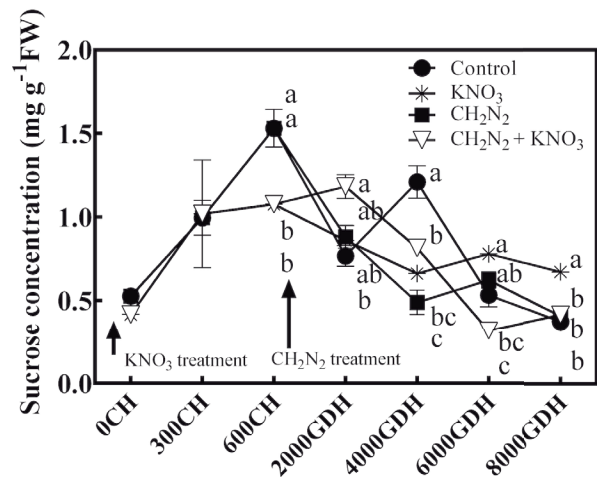 Sucrose concentration (mg g⁻¹FW)
2.0
1.5
1.0
0.5
0.0
Control
KNO₃
CH₂N₂
CH₂N₂ + KNO₃
a
a
b
b
a
ab
ab
b
a
b
bc
c
a
ab
bc
c
a
b
b
b
KNO₃ treatment
CH₂N₂ treatment
0CH
300CH
600CH
2000GDH
4000GDH
6000GDH
8000GDH